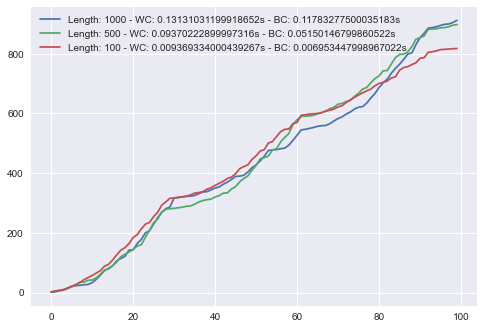 Length: 1000 - WC: 0.13131031199918652s - BC: 0.11783277500035183s
Length: 500 - WC: 0.09370222899997316s - BC: 0.05150146799860522s
Length: 100 - WC: 0.009369334000439267s - BC: 0.006953447998967022s
800
600
400
200
0
0 20 40 60 80 100